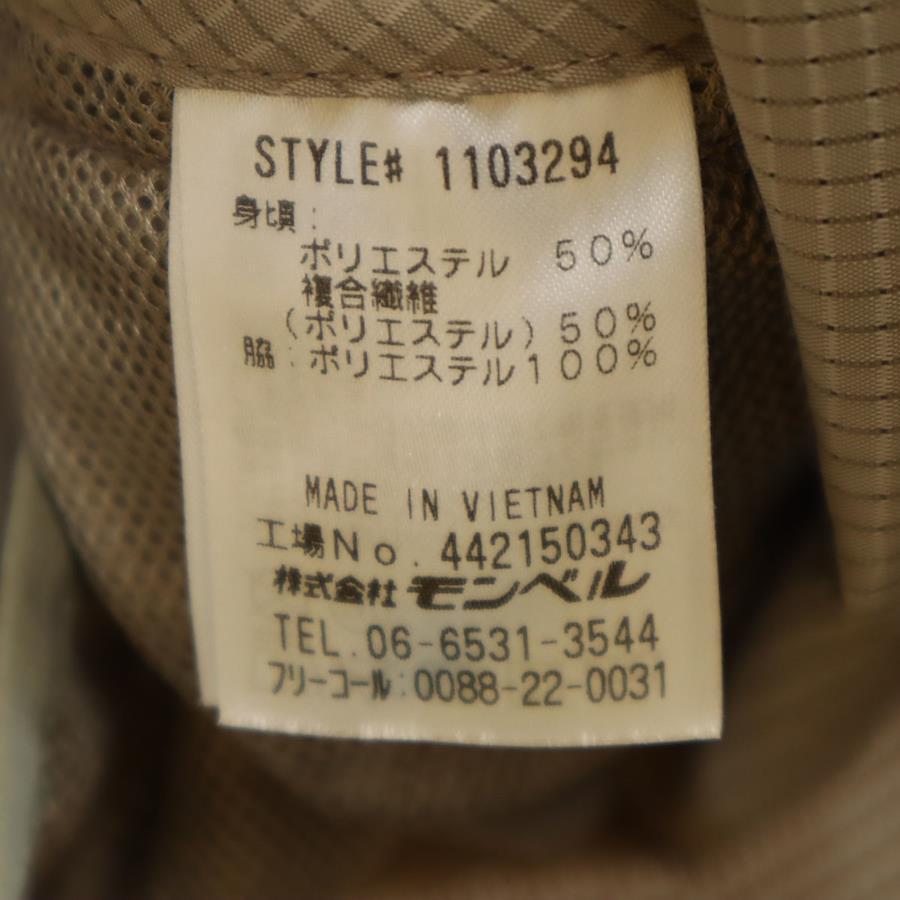 STYLE# 1103294
身頃:
ポリエステル 50%
複合繊維
(ポリエステル) 50%
脇:ポリエステル100%
MADE IN VIETNAM
工場No. 442150343
株式会社モンベル
TEL. 06-6531-3544
フリーコール:0088-22-0031